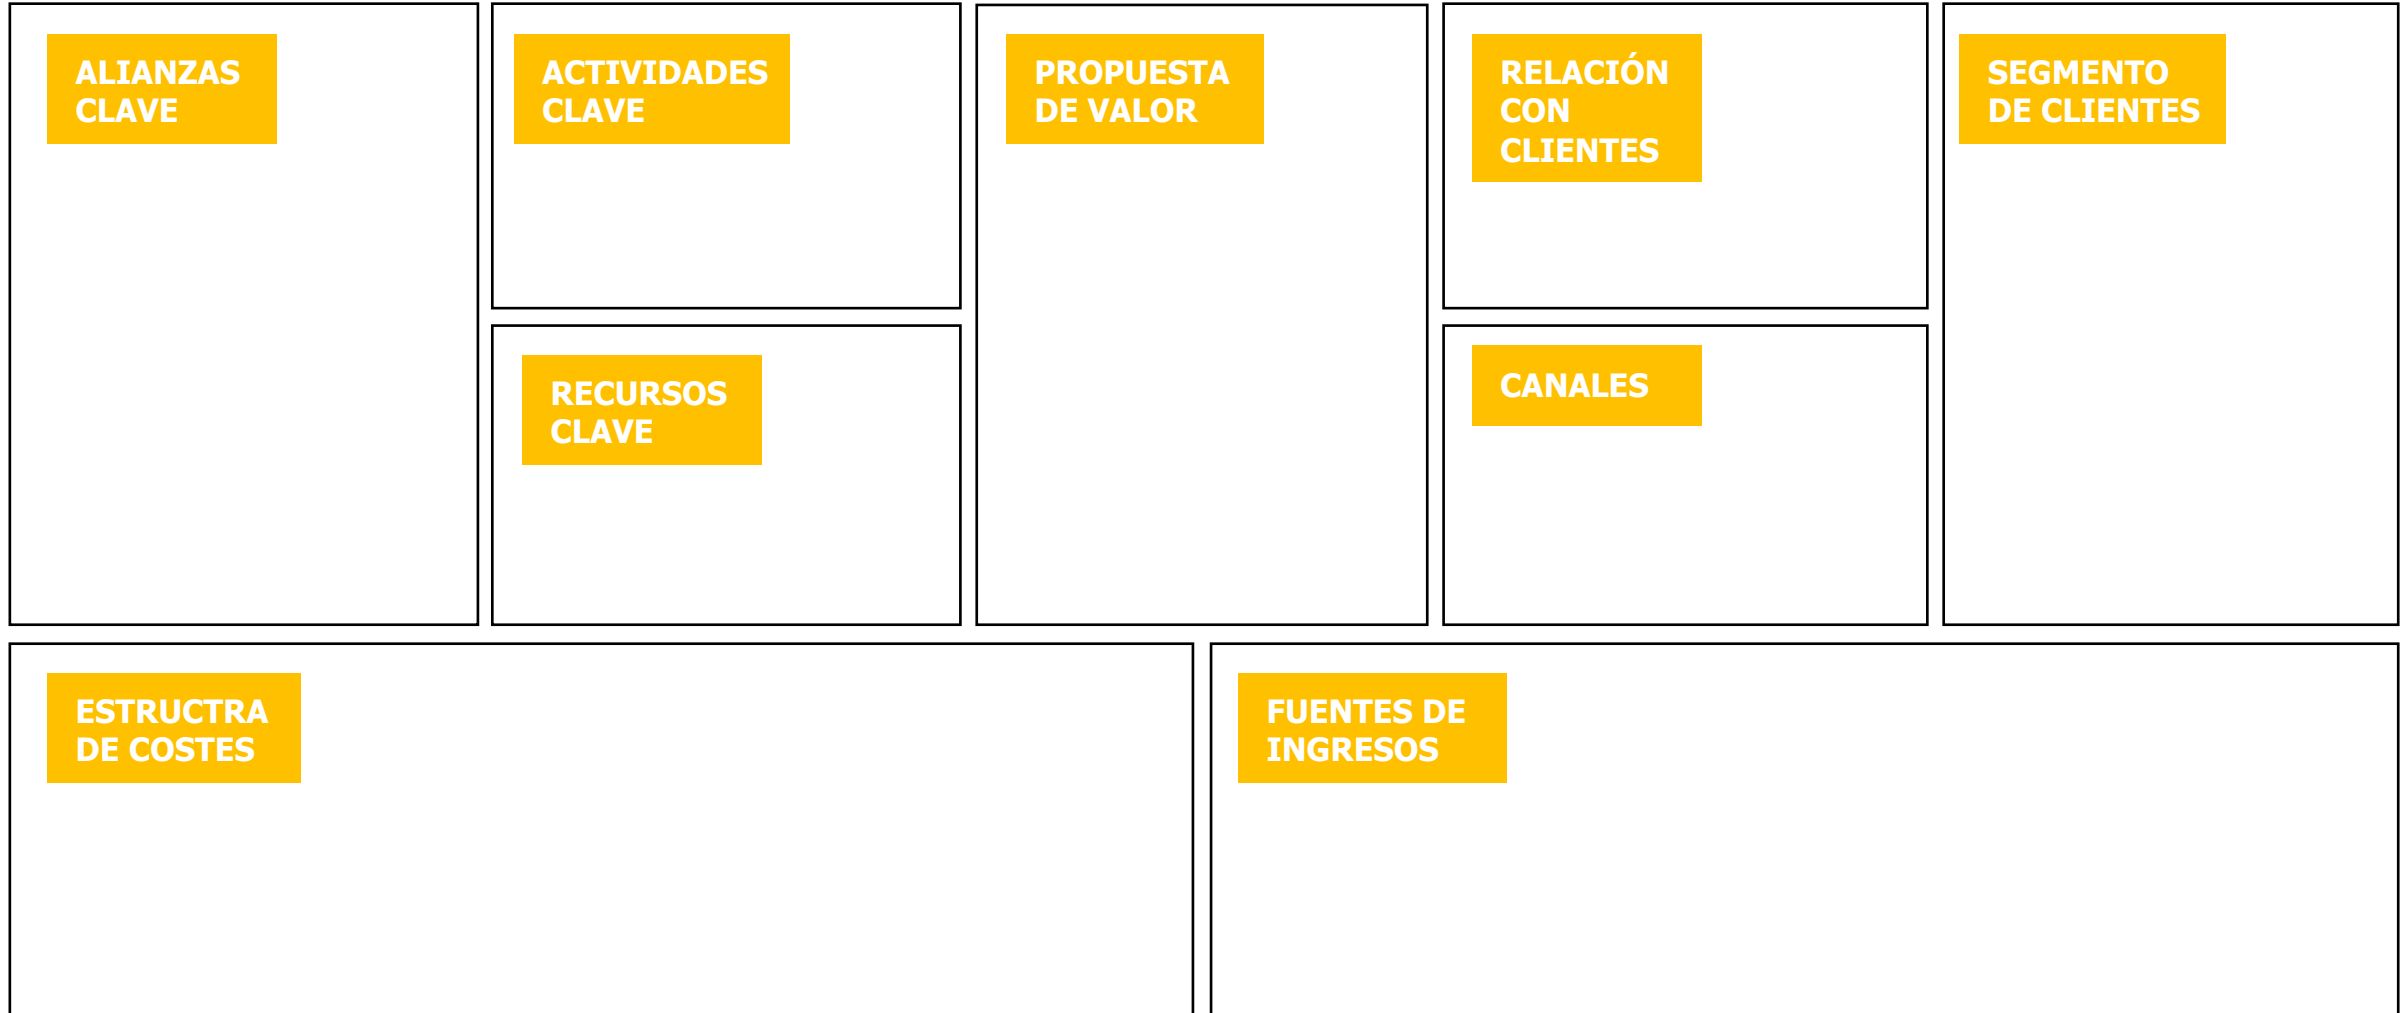 ALIANZAS
CLAVE
ACTIVIDADES
CLAVE
RECURSOS
CLAVE
PROPUESTA
DE VALOR
RELACIÓN
CON
CLIENTES
CANALES
SEGMENTO
DE CLIENTES
ESTRUCTRA
DE COSTES
FUENTES DE
INGRESOS